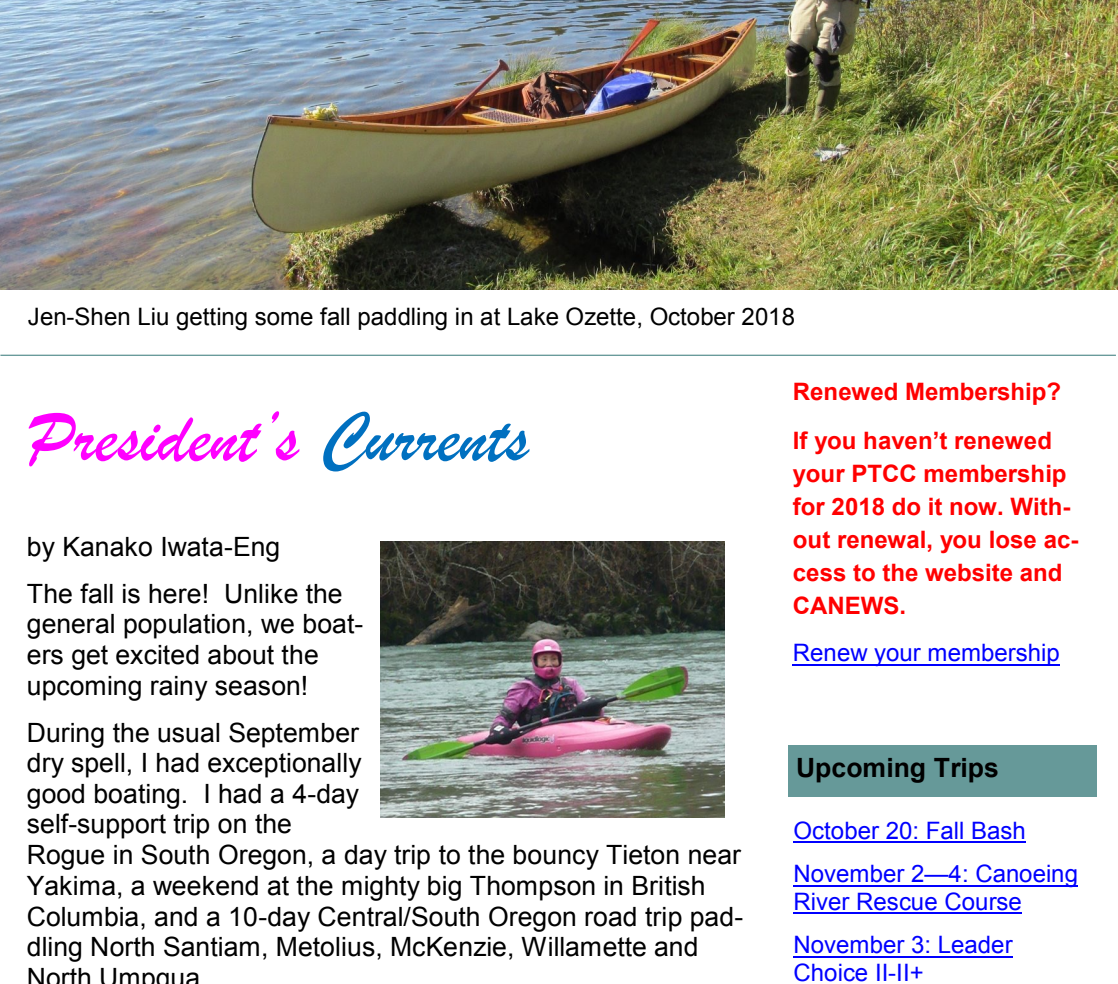 Jen-Shen Liu getting some fall paddling in at Lake Ozette, October 2018
President's Currents
by Kanako Iwata-Eng
The fall is here!  Unlike the
general population, we boat-
ers get excited about the
upcoming rainy season!
During the usual September
dry spell, I had exceptionally
good boating.  I had a 4-day
self-support trip on the
Rogue in South Oregon, a day trip to the bouncy Tieton near
Yakima, a weekend at the mighty big Thompson in British
Columbia, and a 10-day Central/South Oregon road trip pad-
dling North Santiam, Metolius, McKenzie, Willamette and
North Umpqua
Renewed Membership?
If you haven’t renewed
your PTCC membership
for 2018 do it now. With-
out renewal, you lose ac-
cess to the website and
CANEWS.
Renew your membership
Upcoming Trips
October 20: Fall Bash
November 2—4: Canoeing
River Rescue Course
November 3: Leader
Choice II-II+